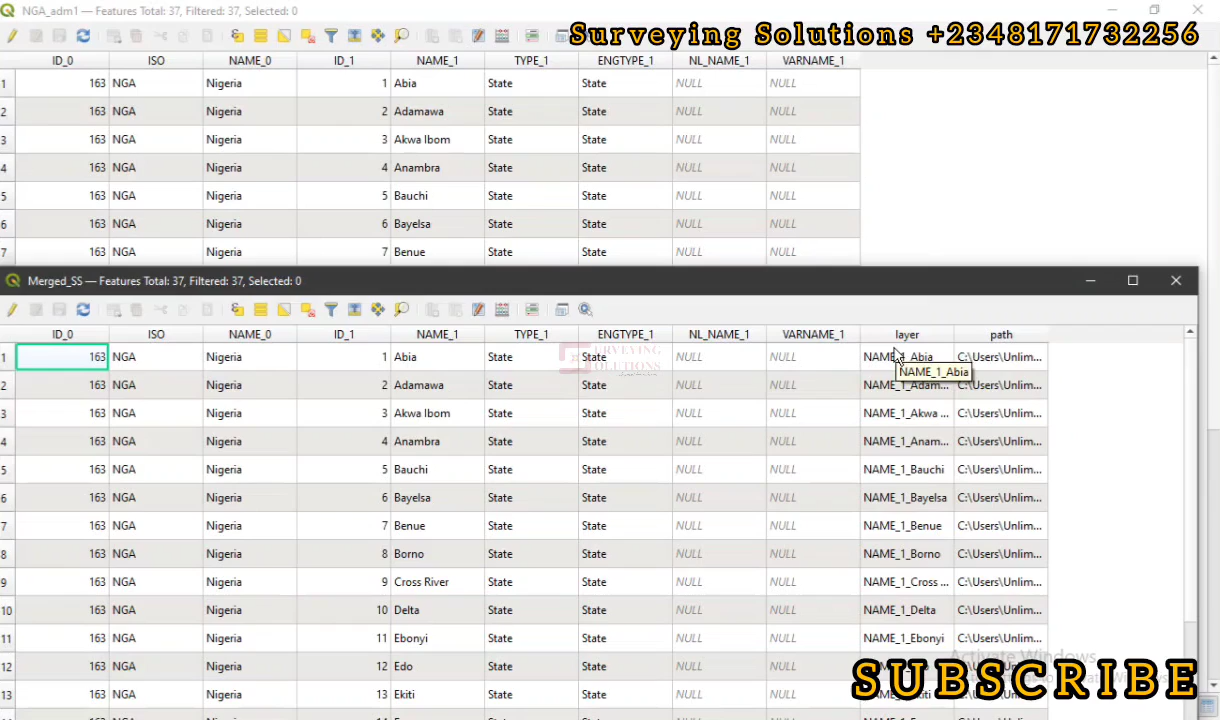 NGA_adm1 — Features Total: 37, Filtered: 37, Selected: 0
Surveying Solutions +2348171732256
ID_0 ISO NAME_0 ID_1 NAME_1 TYPE_1 ENGTYPE_1 NL_NAME_1 VARNAME_1
1 163 NGA Nigeria 1 Abia State State NULL NULL
2 163 NGA Nigeria 2 Adamawa State State NULL NULL
3 163 NGA Nigeria 3 Akwa Ibom State State NULL NULL
4 163 NGA Nigeria 4 Anambra State State NULL NULL
5 163 NGA Nigeria 5 Bauchi State State NULL NULL
6 163 NGA Nigeria 6 Bayelsa State State NULL NULL
7 163 NGA Nigeria 7 Benue State State NULL NULL
Merged_SS — Features Total: 37, Filtered: 37, Selected: 0
ID_0 ISO NAME_0 ID_1 NAME_1 TYPE_1 ENGTYPE_1 NL_NAME_1 VARNAME_1 layer path
1 163 NGA Nigeria 1 Abia State State NULL NULL NAME_1_Abia C:\Users\Unlim...
NAME_1_Abia
2 163 NGA Nigeria 2 Adamawa State State NULL NULL NAME_1_Adam... C:\Users\Unlim...
3 163 NGA Nigeria 3 Akwa Ibom State State NULL NULL NAME_1_Akwa ... C:\Users\Unlim...
4 163 NGA Nigeria 4 Anambra State State NULL NULL NAME_1_Anam... C:\Users\Unlim...
5 163 NGA Nigeria 5 Bauchi State State NULL NULL NAME_1_Bauchi C:\Users\Unlim...
6 163 NGA Nigeria 6 Bayelsa State State NULL NULL NAME_1_Bayelsa C:\Users\Unlim...
7 163 NGA Nigeria 7 Benue State State NULL NULL NAME_1_Benue C:\Users\Unlim...
8 163 NGA Nigeria 8 Borno State State NULL NULL NAME_1_Borno C:\Users\Unlim...
9 163 NGA Nigeria 9 Cross River State State NULL NULL NAME_1_Cross ... C:\Users\Unlim...
10 163 NGA Nigeria 10 Delta State State NULL NULL NAME_1_Delta C:\Users\Unlim...
11 163 NGA Nigeria 11 Ebonyi State State NULL NULL NAME_1_Ebonyi C:\Users\Unlim...
Activate Windows
12 163 NGA Nigeria 12 Edo State State NULL NULL
13 163 NGA Nigeria 13 Ekiti State State NULL NULL
SURVEYING
SOLUTIONS
SUBSCRIBE